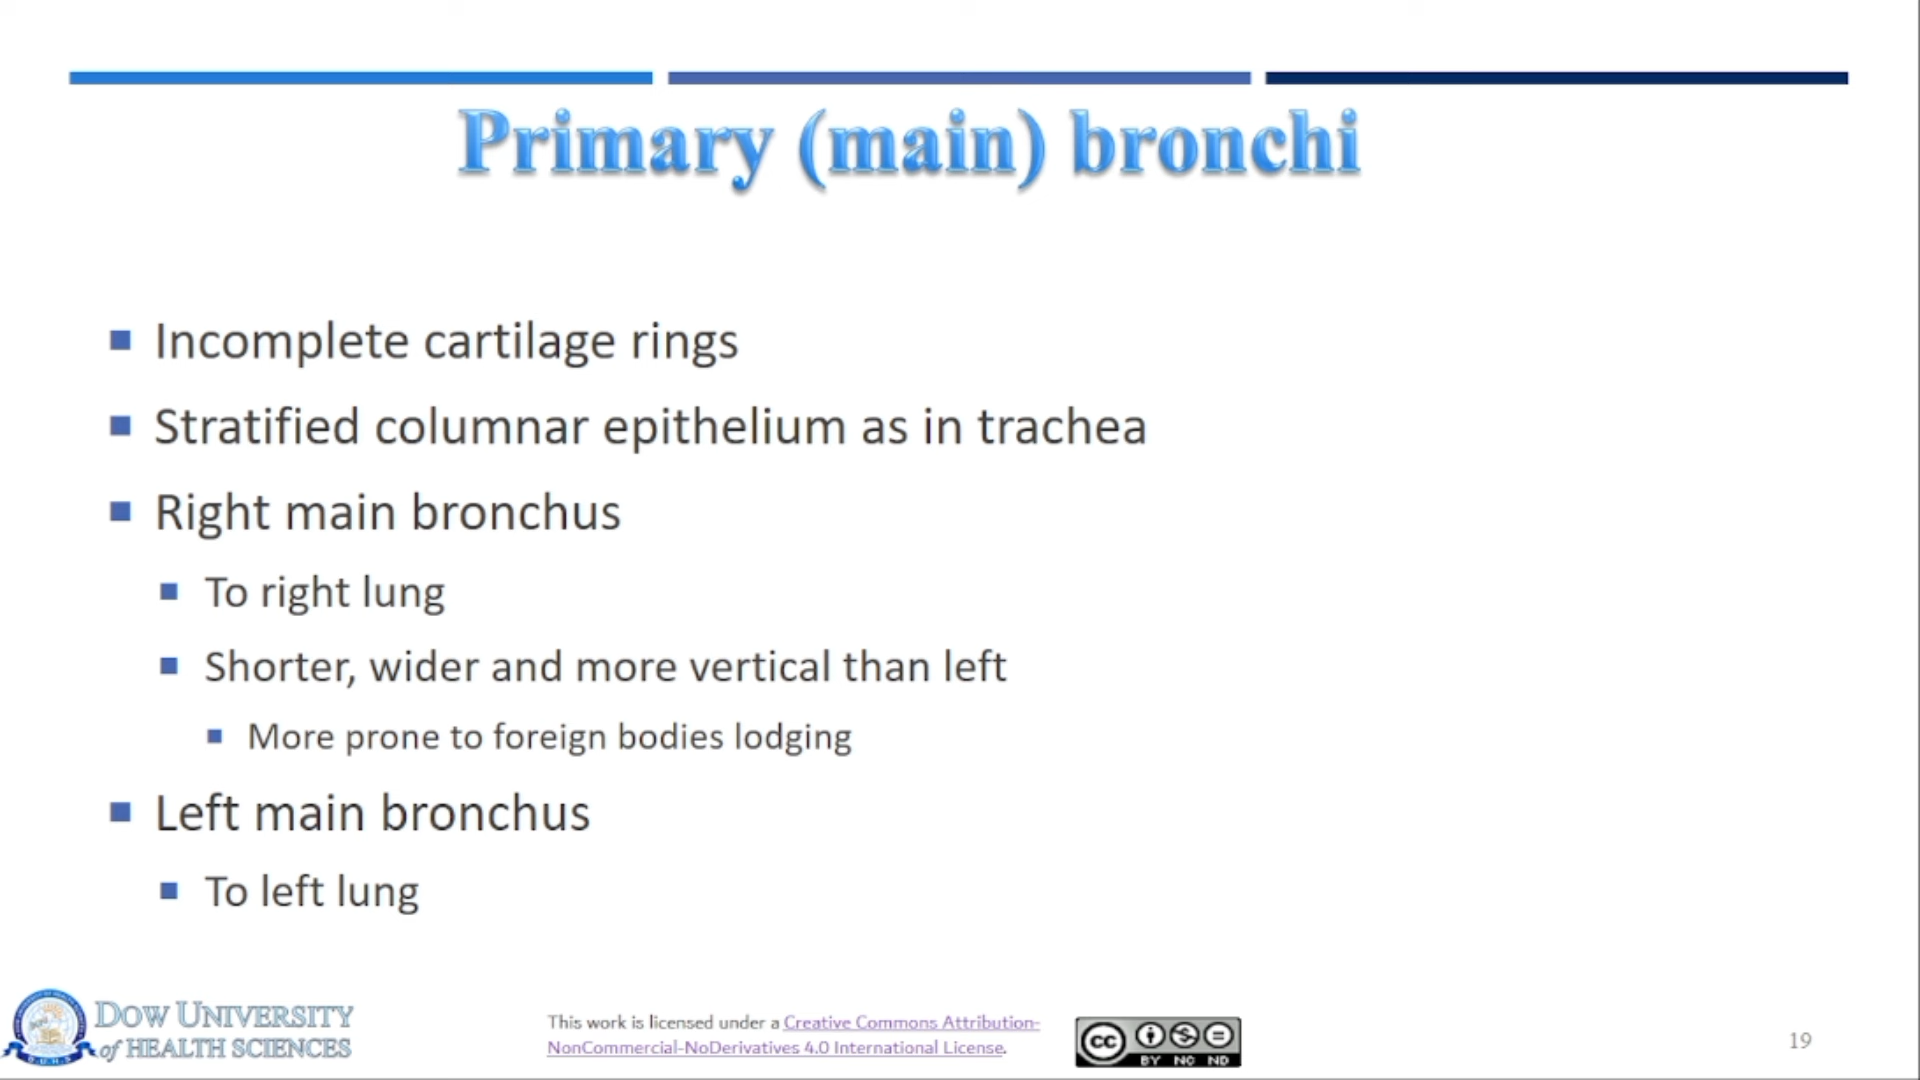 Primary (main) bronchi
Incomplete cartilage rings
Stratified columnar epithelium as in trachea
Right main bronchus
To right lung
Shorter, wider and more vertical than left
More prone to foreign bodies lodging
Left main bronchus
To left lung
DOW UNIVERSITY
of HEALTH SCIENCES
This work is licensed under a Creative Commons Attribution-
NonCommercial-NoDerivatives 4.0 International License.
cc
BY NC ND
19